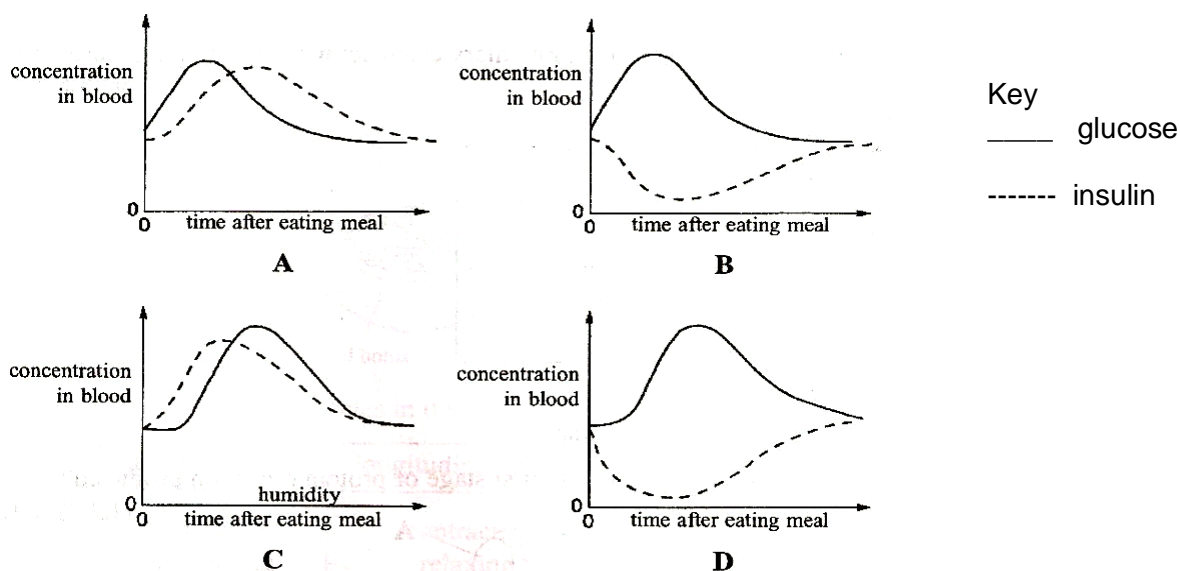 concentration
in blood
0
0
time after eating meal
A
concentration
in blood
0
0
time after eating meal
B
Key
glucose
insulin
concentration
in blood
0
humidity
0
time after eating meal
C
concentration
in blood
0
0
time after eating meal
D
stage of
A